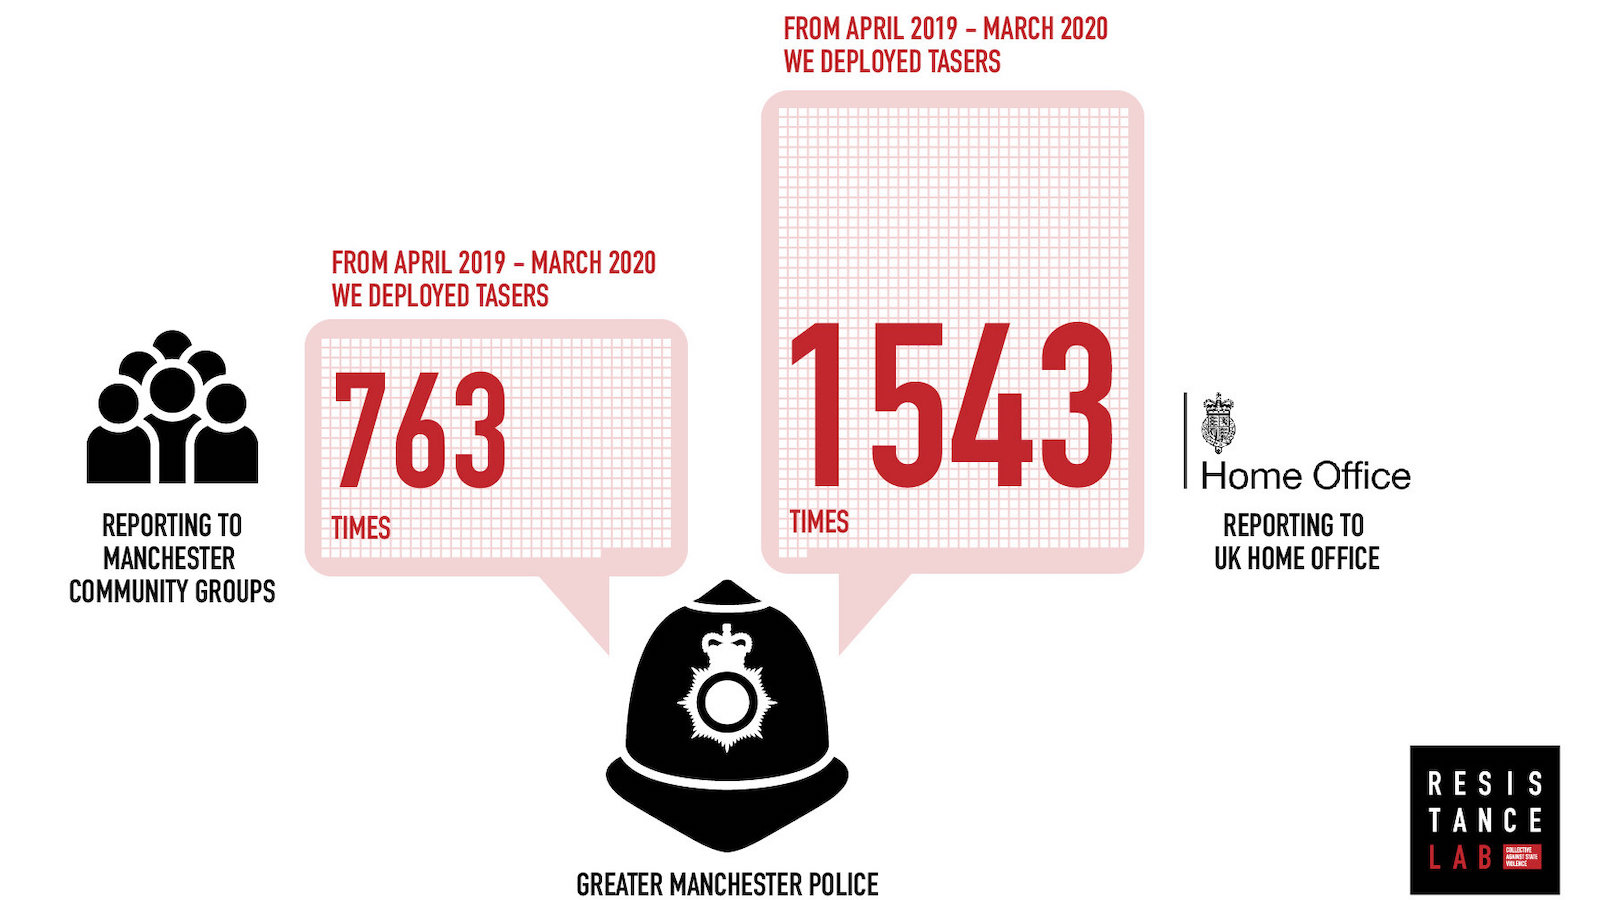 FROM APRIL 2019 - MARCH 2020
WE DEPLOYED TASERS
1543
TIMES
FROM APRIL 2019 - MARCH 2020
WE DEPLOYED TASERS
763
TIMES
REPORTING TO
MANCHESTER
COMMUNITY GROUPS
Home Office
REPORTING TO
UK HOME OFFICE
GREATER MANCHESTER POLICE
RESIS
TANCE
LAB
COLLECTIVE
AGAINST STATE
VIOLENCE